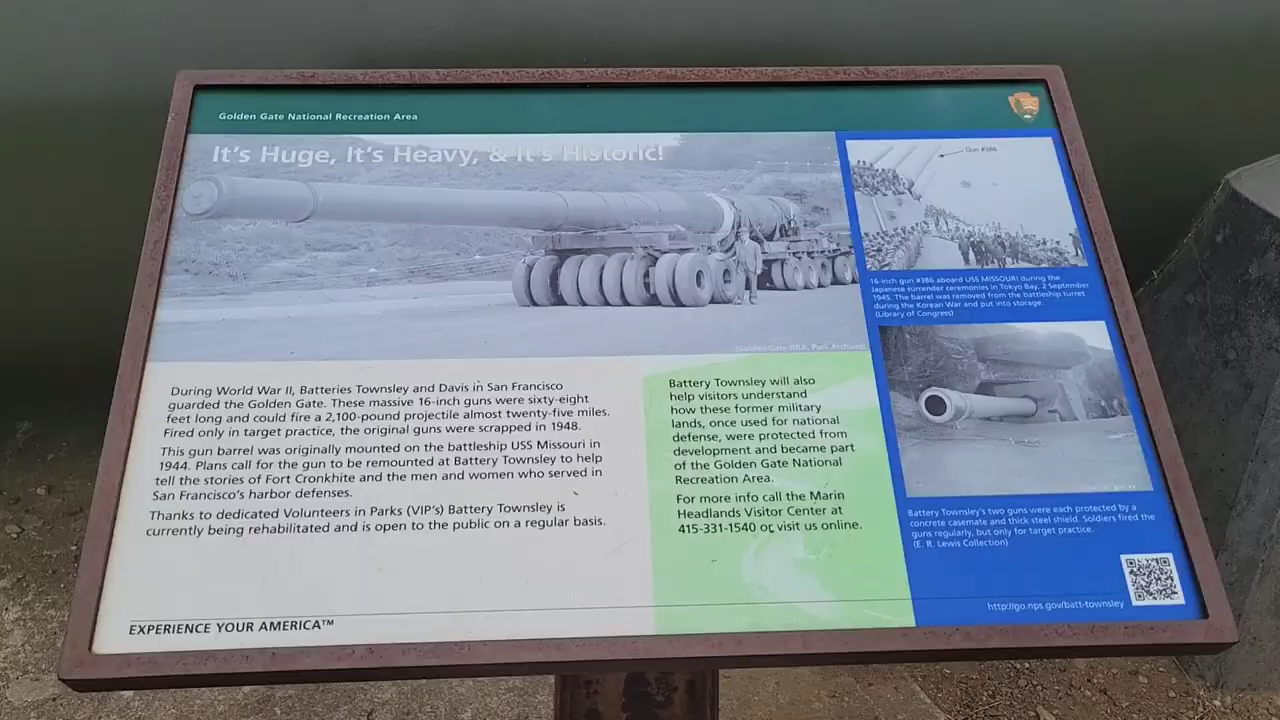 Golden Gate National Recreation Area
It's Huge, It's Heavy, & It's Historic!
(Golden Gate NRA, Park Archives)
During World War II, Batteries Townsley and Davis in San Francisco
guarded the Golden Gate. These massive 16-inch guns were sixty-eight
feet long and could fire a 2,100-pound projectile almost twenty-five miles.
Fired only in target practice, the original guns were scrapped in 1948.
This gun barrel was originally mounted on the battleship USS Missouri in
1944. Plans call for the gun to be remounted at Battery Townsley to help
tell the stories of Fort Cronkhite and the men and women who served in
San Francisco's harbor defenses.
Thanks to dedicated Volunteers in Parks (VIP's) Battery Townsley is
currently being rehabilitated and is open to the public on a regular basis.
Battery Townsley will also
help visitors understand
how these former military
lands, once used for national
defense, were protected from
development and became part
of the Golden Gate National
Recreation Area.
For more info call the Marin
Headlands Visitor Center at
415-331-1540 or visit us online.
Gun #386
16-inch gun #386 aboard USS MISSOURI during the
Japanese surrender ceremonies in Tokyo Bay, 2 September
1945. The barrel was removed from the battleship turret
during the Korean War and put into storage.
(Library of Congress)
Battery Townsley's two guns were each protected by a
concrete casemate and thick steel shield. Soldiers fired the
guns regularly, but only for target practice.
(E. R. Lewis Collection)
http://go.nps.gov/batt-townsley
EXPERIENCE YOUR AMERICA™